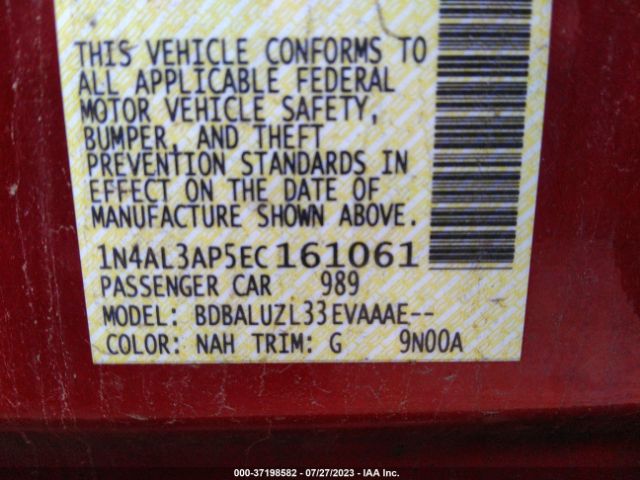 THIS VEHICLE CONFORMS TO
ALL APPLICABLE FEDERAL
MOTOR VEHICLE SAFETY,
BUMPER, AND THEFT
PREVENTION STANDARDS IN
EFFECT ON THE DATE OF
MANUFACTURE SHOWN ABOVE.
1N4AL3AP5EC161061
PASSENGER CAR 989
MODEL: BDBALUZL33EVAAAE--
COLOR: NAH TRIM: G 9N00A
000-37198582 / 07/27/2023 - IAA Inc.